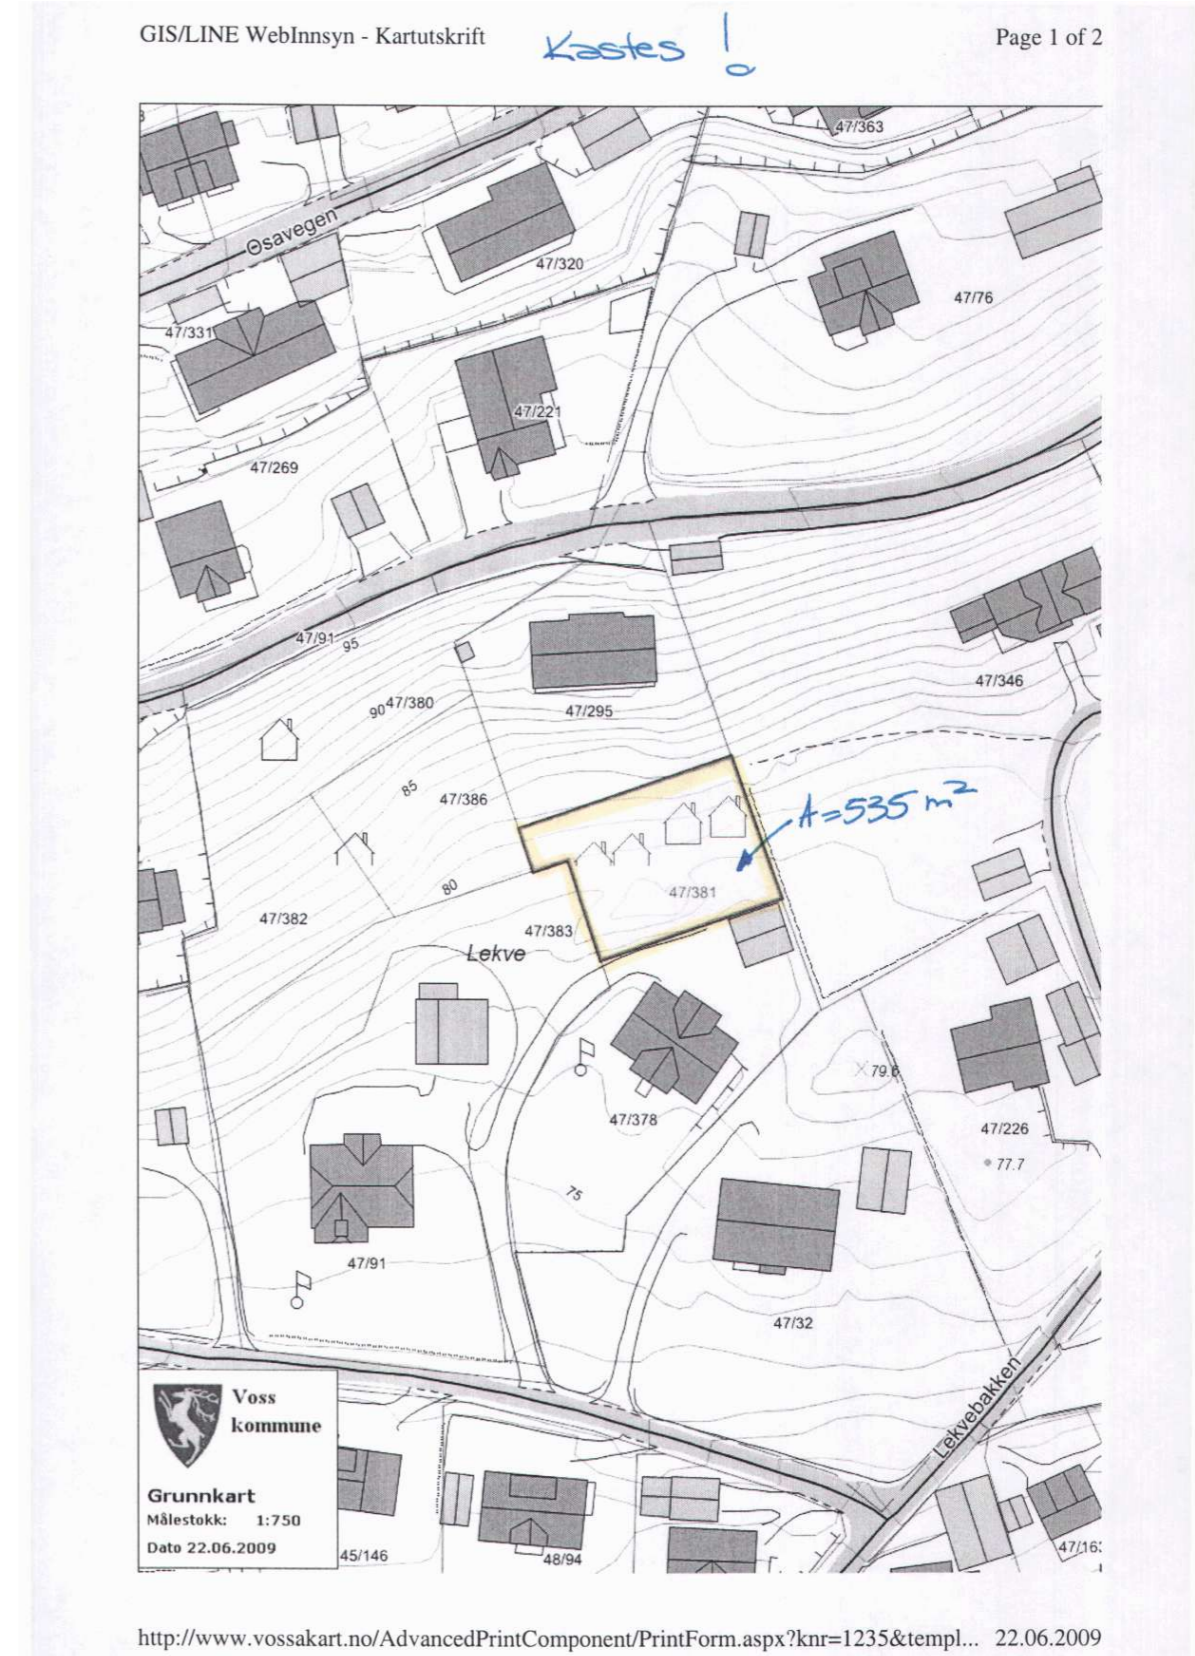 GIS/LINE WebInnsyn - Kartutskrift
Kastes !
Page 1 of 2
47/363
Øsavegen
47/320
47/76
47/331
47/221
47/269
47/91
95
47/346
90
47/380
47/295
85
47/386
A=535 m²
47/381
80
47/382
47/383
Lekve
79.6
47/378
47/226
77.7
75
47/91
47/32
Lekvebakken
Voss
kommune
Grunnkart
Målestokk: 1:750
Dato 22.06.2009
45/146
48/94
47/163
http://www.vossakart.no/AdvancedPrintComponent/PrintForm.aspx?knr=1235&templ... 22.06.2009